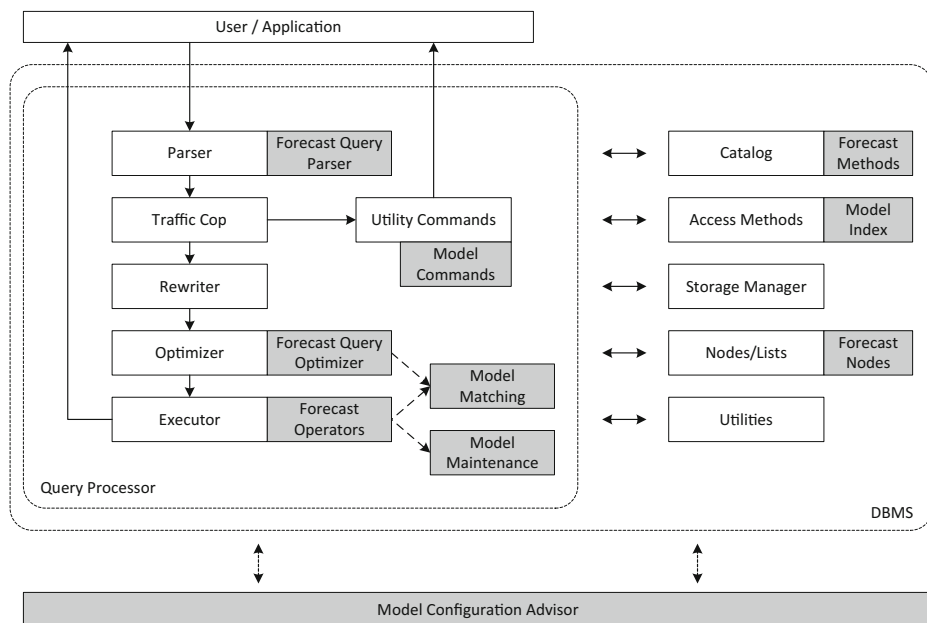 User / Application
Parser
Forecast Query
Parser
Catalog
Forecast
Methods
Traffic Cop
Utility Commands
Model
Commands
Access Methods
Model
Index
Rewriter
Storage Manager
Optimizer
Forecast Query
Optimizer
Model
Matching
Nodes/Lists
Forecast
Nodes
Executor
Forecast
Operators
Model
Maintenance
Utilities
Query Processor
DBMS
Model Configuration Advisor